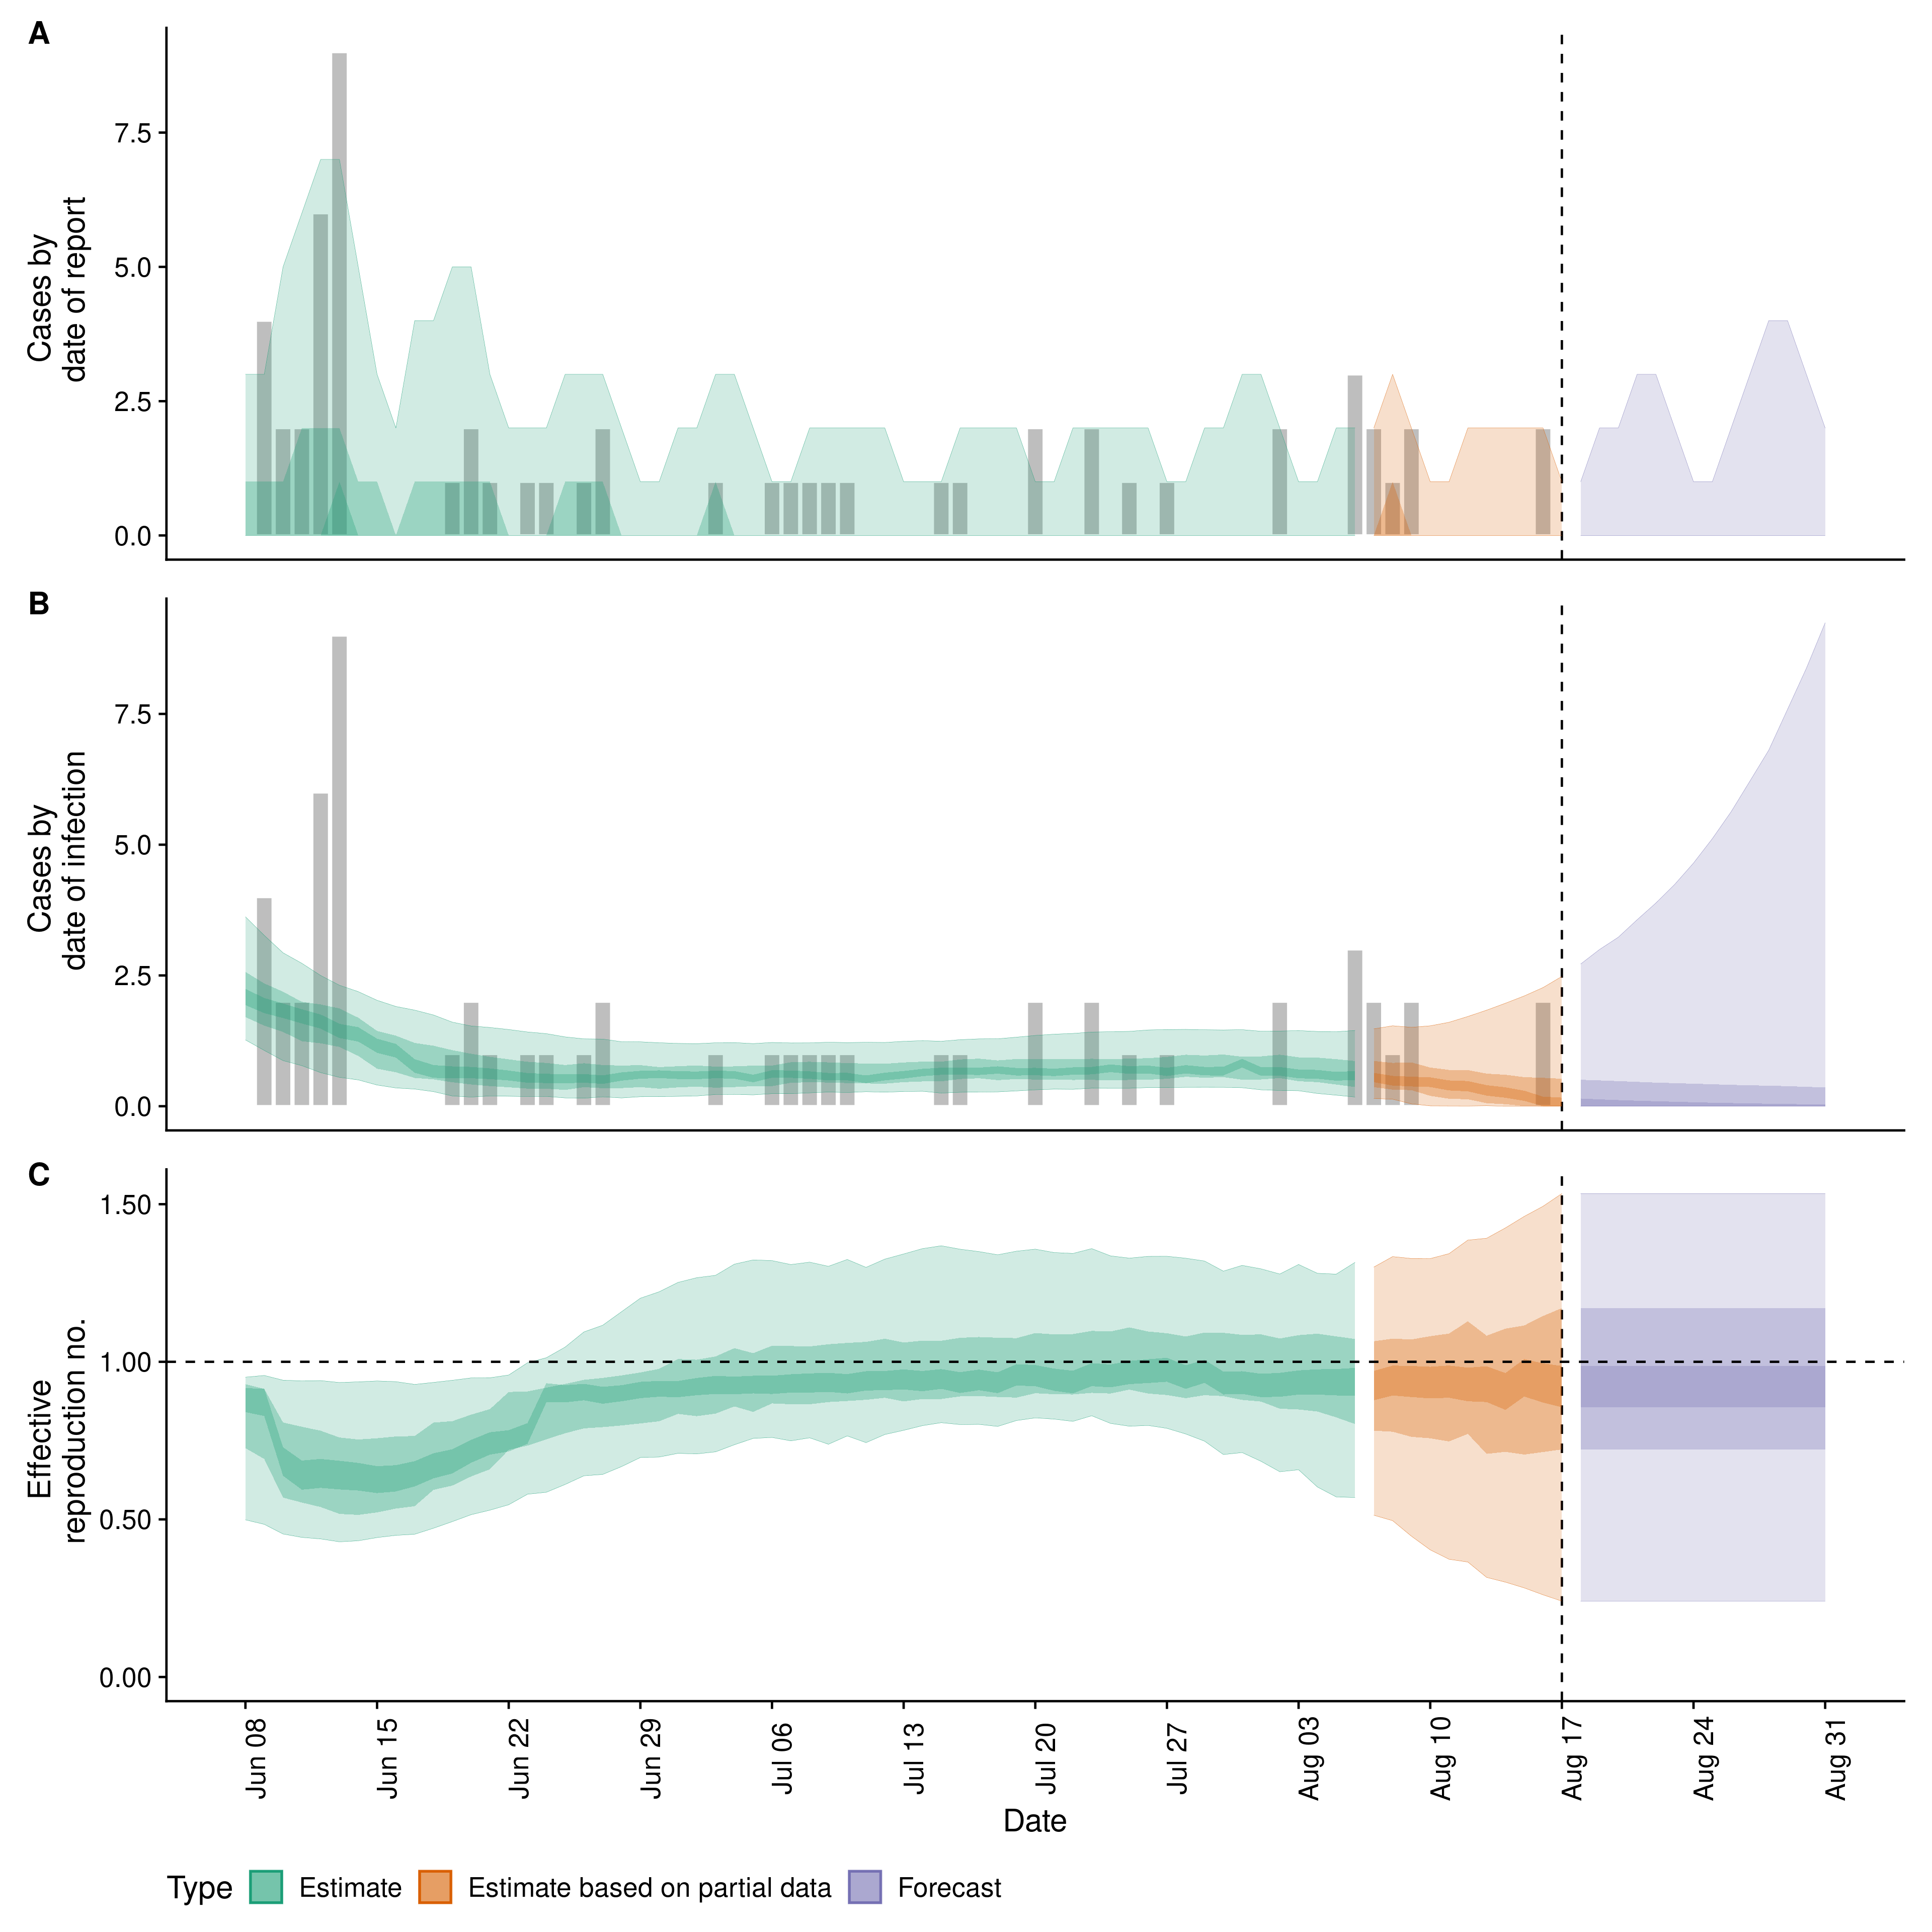 A
Cases by
date of report
7.5
5.0
2.5
0.0
B
Cases by
date of infection
7.5
5.0
2.5
0.0
C
Effective
reproduction no.
1.50
1.00
0.50
0.00
Jun 08
Jun 15
Jun 22
Jun 29
Jul 06
Jul 13
Jul 20
Jul 27
Aug 03
Aug 10
Aug 17
Aug 24
Aug 31
Date
Type Estimate Estimate based on partial data Forecast